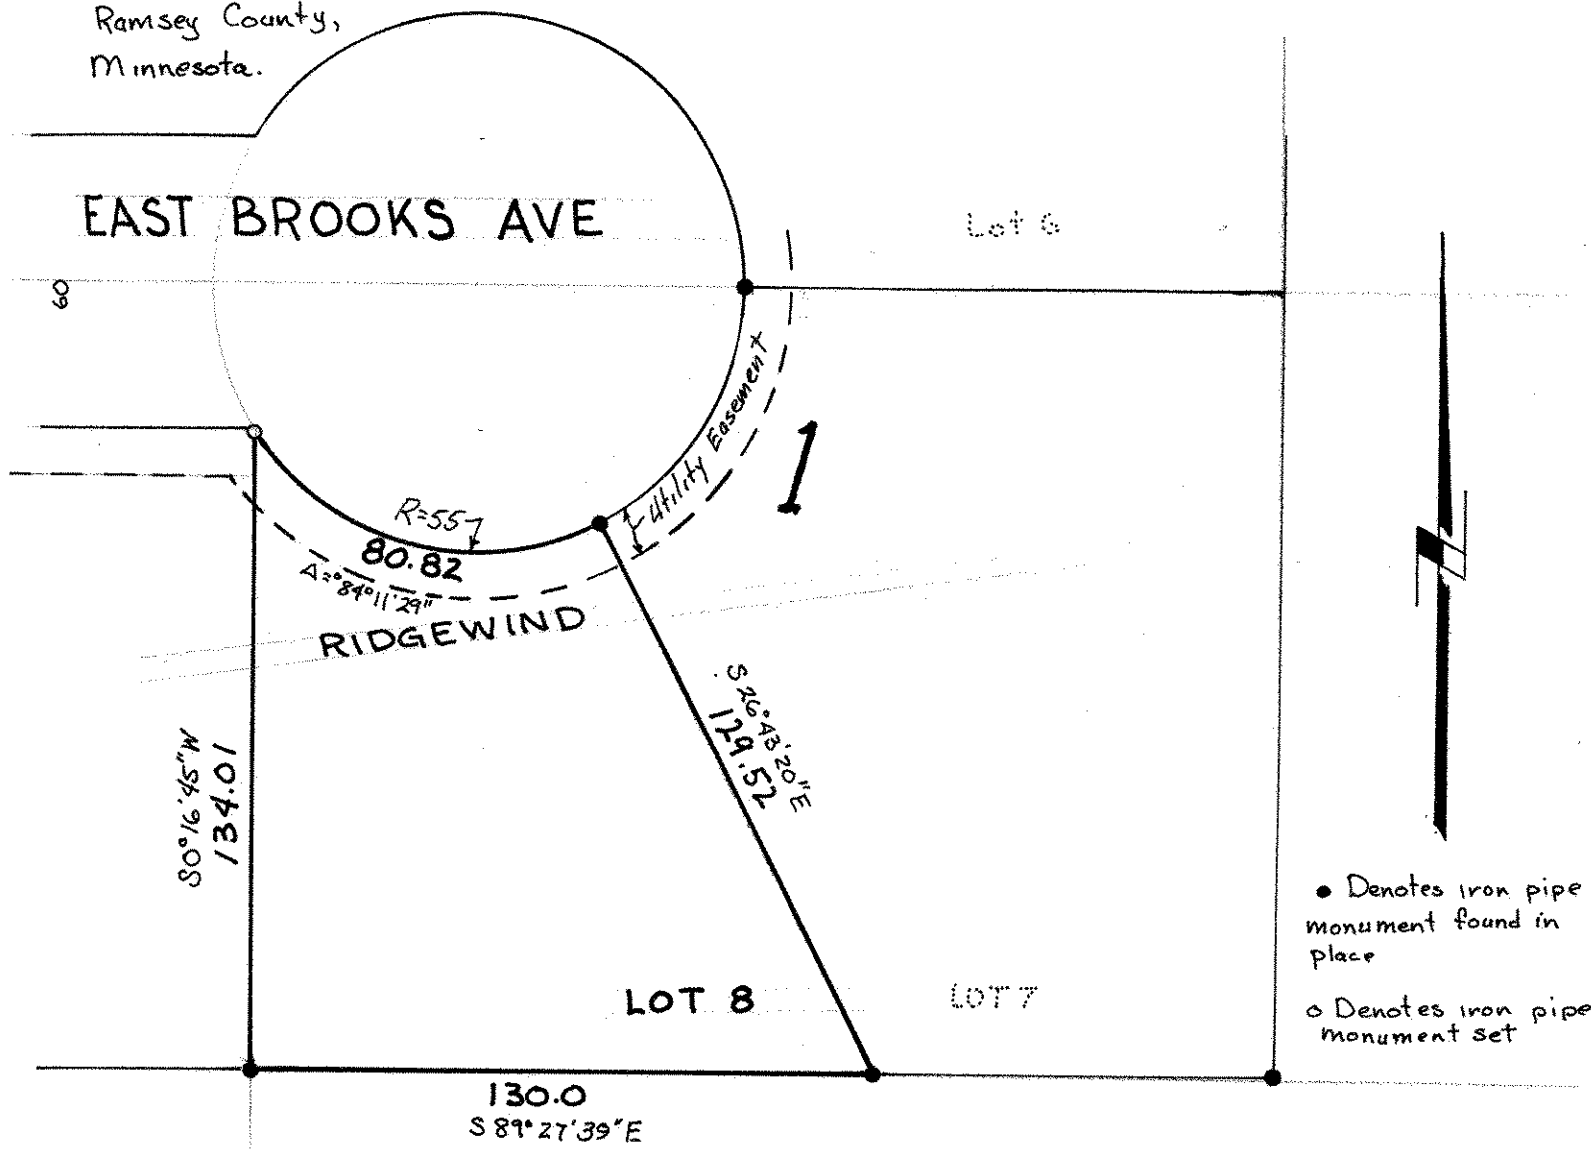 Ramsey County,
Minnesota.
EAST BROOKS AVE
Lot 6
60
Utility Easement
1
R=55
80.82
Δ=°84°11'29"
RIDGEWIND
S 26°43'20"E
129.52
S0°16'45"W
134.01
● Denotes iron pipe
monument found in
place
LOT 8
LOT 7
o Denotes iron pipe
monument set
130.0
S 89°27'39"E